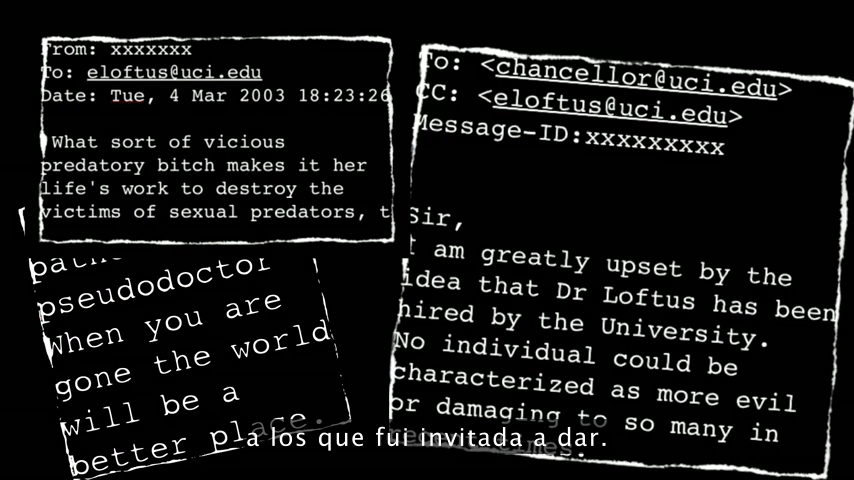 From: xxxxxxx
To: eloftus@uci.edu
Date: Tue, 4 Mar 2003 18:23:26
What sort of vicious
predatory bitch makes it her
life's work to destroy the
victims of sexual predators, t
pseudodoctor
When you are
gone the world
will be a
better place.
To: <chancellor@uci.edu>
CC: <eloftus@uci.edu>
Message-ID:xxxxxxxxx
Sir,
I am greatly upset by the
idea that Dr Loftus has been
hired by the University.
No individual could be
characterized as more evil
or damaging to so many in
a los que fui invitada a dar.